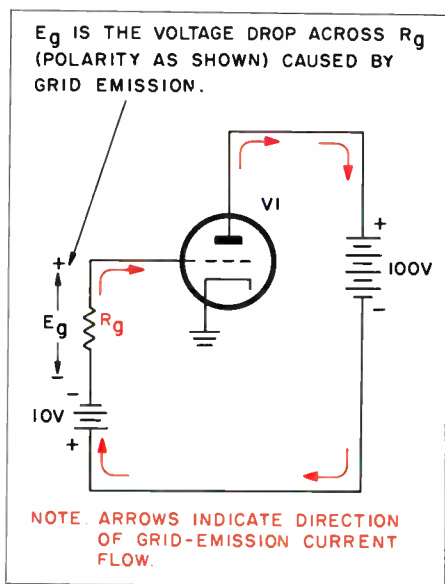 Eg IS THE VOLTAGE DROP ACROSS Rg
(POLARITY AS SHOWN) CAUSED BY
GRID EMISSION.
V1
+
100V
-
+
Eg
Rg
-
-
10V
+
NOTE. ARROWS INDICATE DIRECTION
OF GRID-EMISSION CURRENT
FLOW.